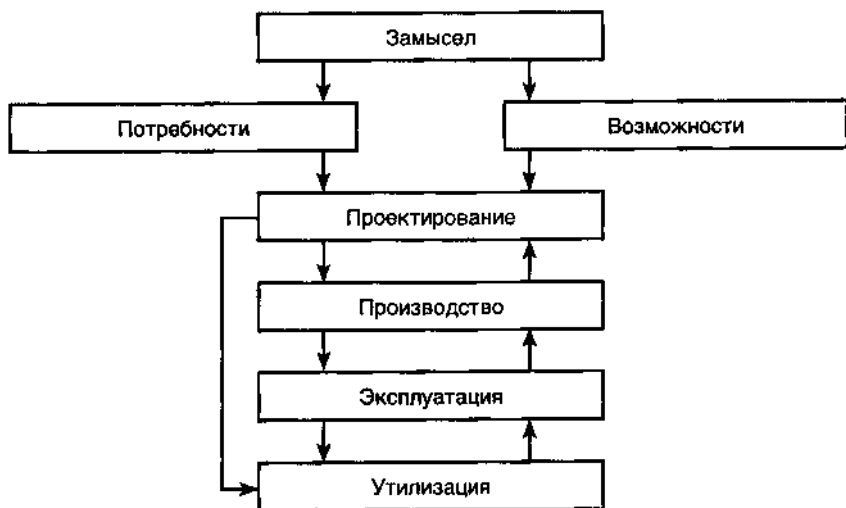 Замысел
Потребности
Возможности
Проектирование
Производство
Эксплуатация
Утилизация